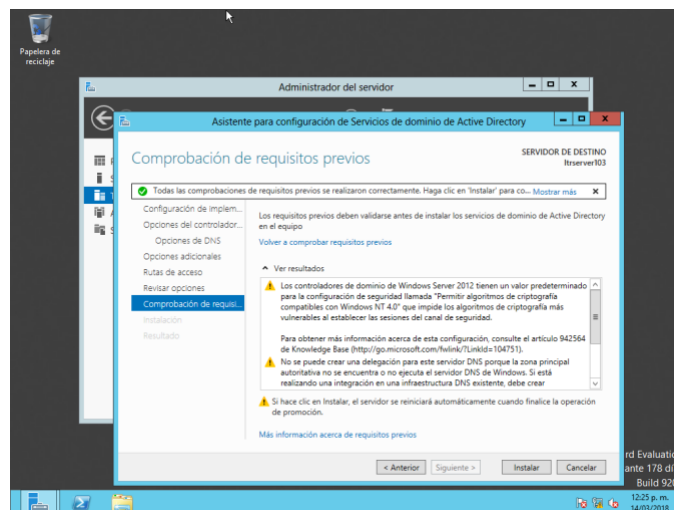 Papelera de
reciclaje
Administrador del servidor
Asistente para configuración de Servicios de dominio de Active Directory
Comprobación de requisitos previos
SERVIDOR DE DESTINO
ltrserver103
Todas las comprobaciones de requisitos previos se realizaron correctamente. Haga clic en 'Instalar' para co... Mostrar más
Configuración de implem...
Opciones del controlador...
Opciones de DNS
Opciones adicionales
Rutas de acceso
Revisar opciones
Comprobación de requisi...
Instalación
Resultado
Los requisitos previos deben validarse antes de instalar los servicios de dominio de Active Directory
en el equipo
Volver a comprobar requisitos previos
Ver resultados
Los controladores de dominio de Windows Server 2012 tienen un valor predeterminado
para la configuración de seguridad llamada "Permitir algoritmos de criptografía
compatibles con Windows NT 4.0" que impide los algoritmos de criptografía más
vulnerables al establecer las sesiones del canal de seguridad.
Para obtener más información acerca de esta configuración, consulte el artículo 942564
de Knowledge Base (http://go.microsoft.com/fwlink/?LinkId=104751).
No se puede crear una delegación para este servidor DNS porque la zona principal
autoritativa no se encuentra o no ejecuta el servidor DNS de Windows. Si está
realizando una integración en una infraestructura DNS existente, debe crear
Si hace clic en Instalar, el servidor se reiniciará automáticamente cuando finalice la operación
de promoción.
Más información acerca de requisitos previos
< Anterior
Siguiente >
Instalar
Cancelar
rd Evaluatio
ante 178 dí
Build 920
12:25 p. m.
14/03/2018